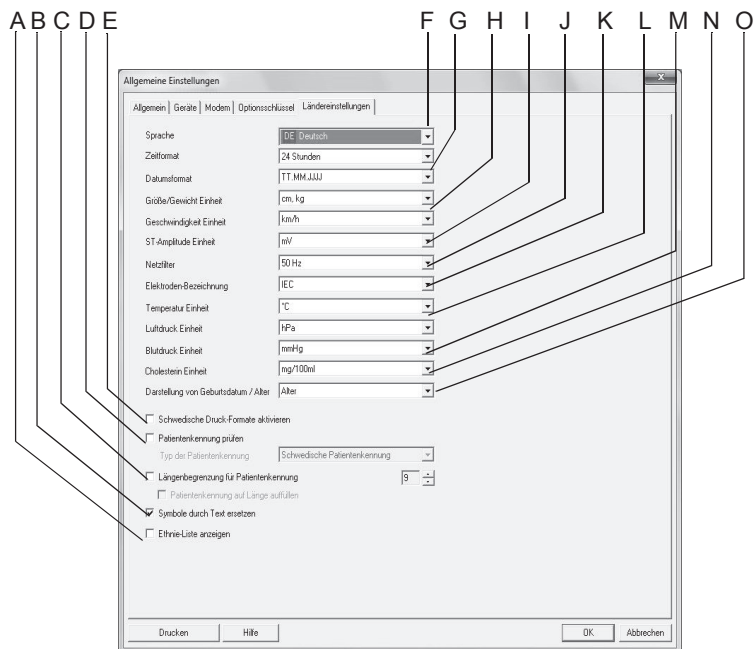 A B C D E F G H I J K L M N O
Allgemeine Einstellungen x
Allgemein Geräte Modem Optionsschlüssel Ländereinstellungen
Sprache DE Deutsch
Zeitformat 24 Stunden
Datumsformat TT.MM.JJJJ
Größe/Gewicht Einheit cm, kg
Geschwindigkeit Einheit km/h
ST-Amplitude Einheit mV
Netzfilter 50 Hz
Elektroden-Bezeichnung IEC
Temperatur Einheit °C
Luftdruck Einheit hPa
Blutdruck Einheit mmHg
Cholesterin Einheit mg/100ml
Darstellung von Geburtsdatum / Alter Alter
Schwedische Druck-Formate aktivieren
Patientenkennung prüfen
Typ der Patientenkennung Schwedische Patientenkennung
Längenbegrenzung für Patientenkennung 9
Patientenkennung auf Länge auffüllen
Symbole durch Text ersetzen
Ethnie-Liste anzeigen
Drucken Hilfe OK Abbrechen